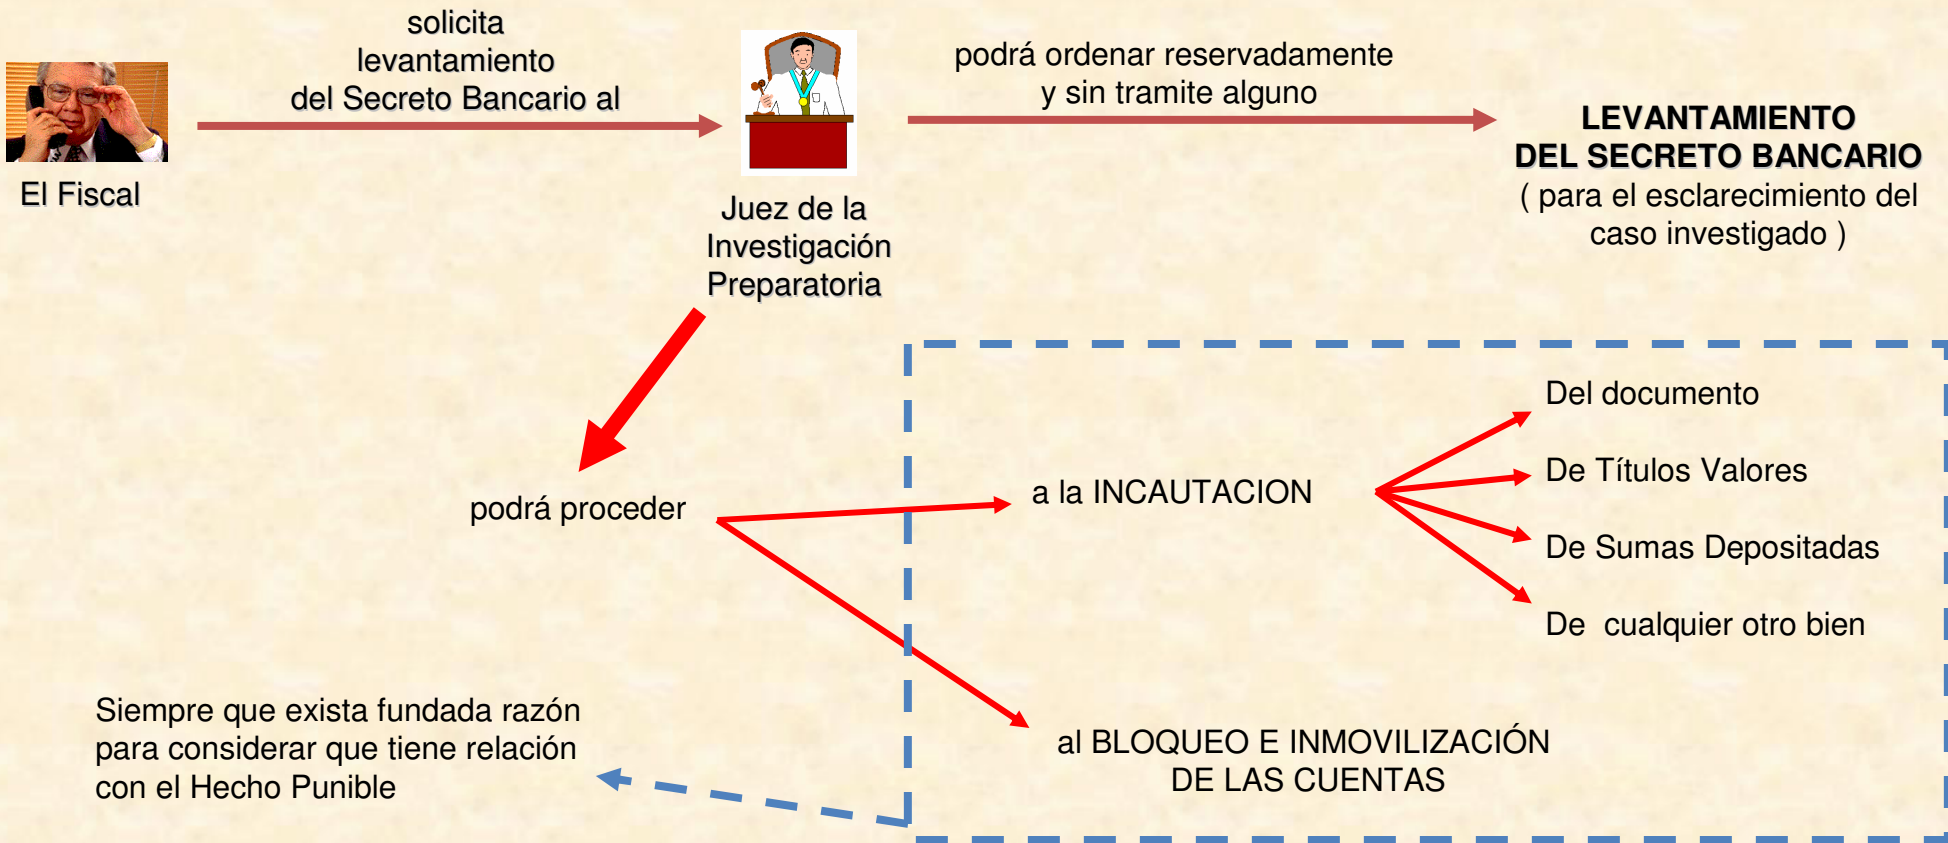 solicita
levantamiento
del Secreto Bancario al
El Fiscal
Juez de la
Investigación
Preparatoria
podrá ordenar reservadamente
y sin tramite alguno
LEVANTAMIENTO
DEL SECRETO BANCARIO
( para el esclarecimiento del
caso investigado )
podrá proceder
a la INCAUTACION
Del documento
De Títulos Valores
De Sumas Depositadas
De cualquier otro bien
al BLOQUEO E INMOVILIZACIÓN
DE LAS CUENTAS
Siempre que exista fundada razón
para considerar que tiene relación
con el Hecho Punible